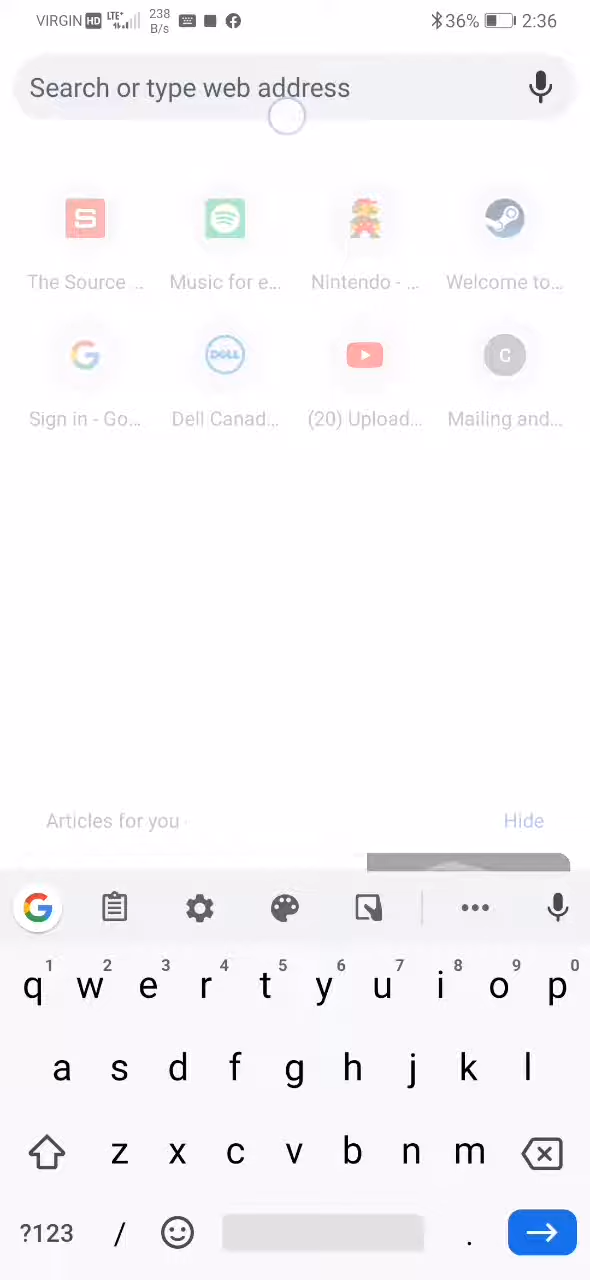 VIRGIN HD LTE+ 238 B/s 36% 2:36
Search or type web address
S
The Source ... Music for e... Nintendo - ... Welcome to...
G DELL C
Sign in - Go... Dell Canad... (20) Upload... Mailing and...
Articles for you
Hide
G
1 2 3 4 5 6 7 8 9 0
q w e r t y u i o p
a s d f g h j k l
z x c v b n m
?123 / .